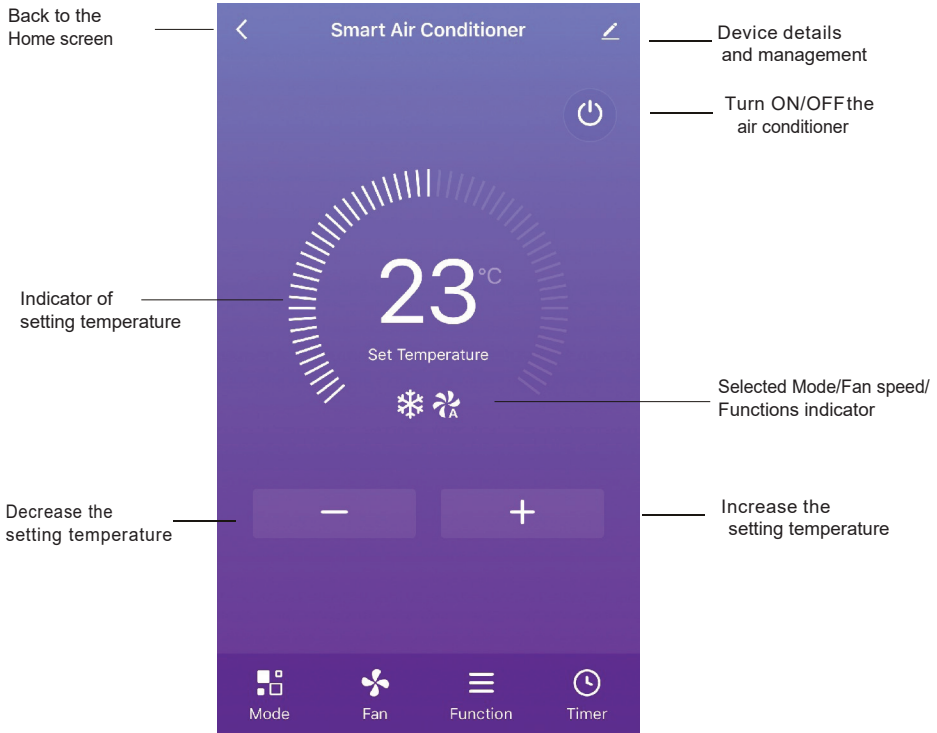 Back to the
Home screen
Smart Air Conditioner
Device details
and management
Turn ON/OFF the
air conditioner
23°C
Set Temperature
A
Indicator of
setting temperature
Selected Mode/Fan speed/
Functions indicator
Decrease the
setting temperature
Increase the
setting temperature
Mode
Fan
Function
Timer